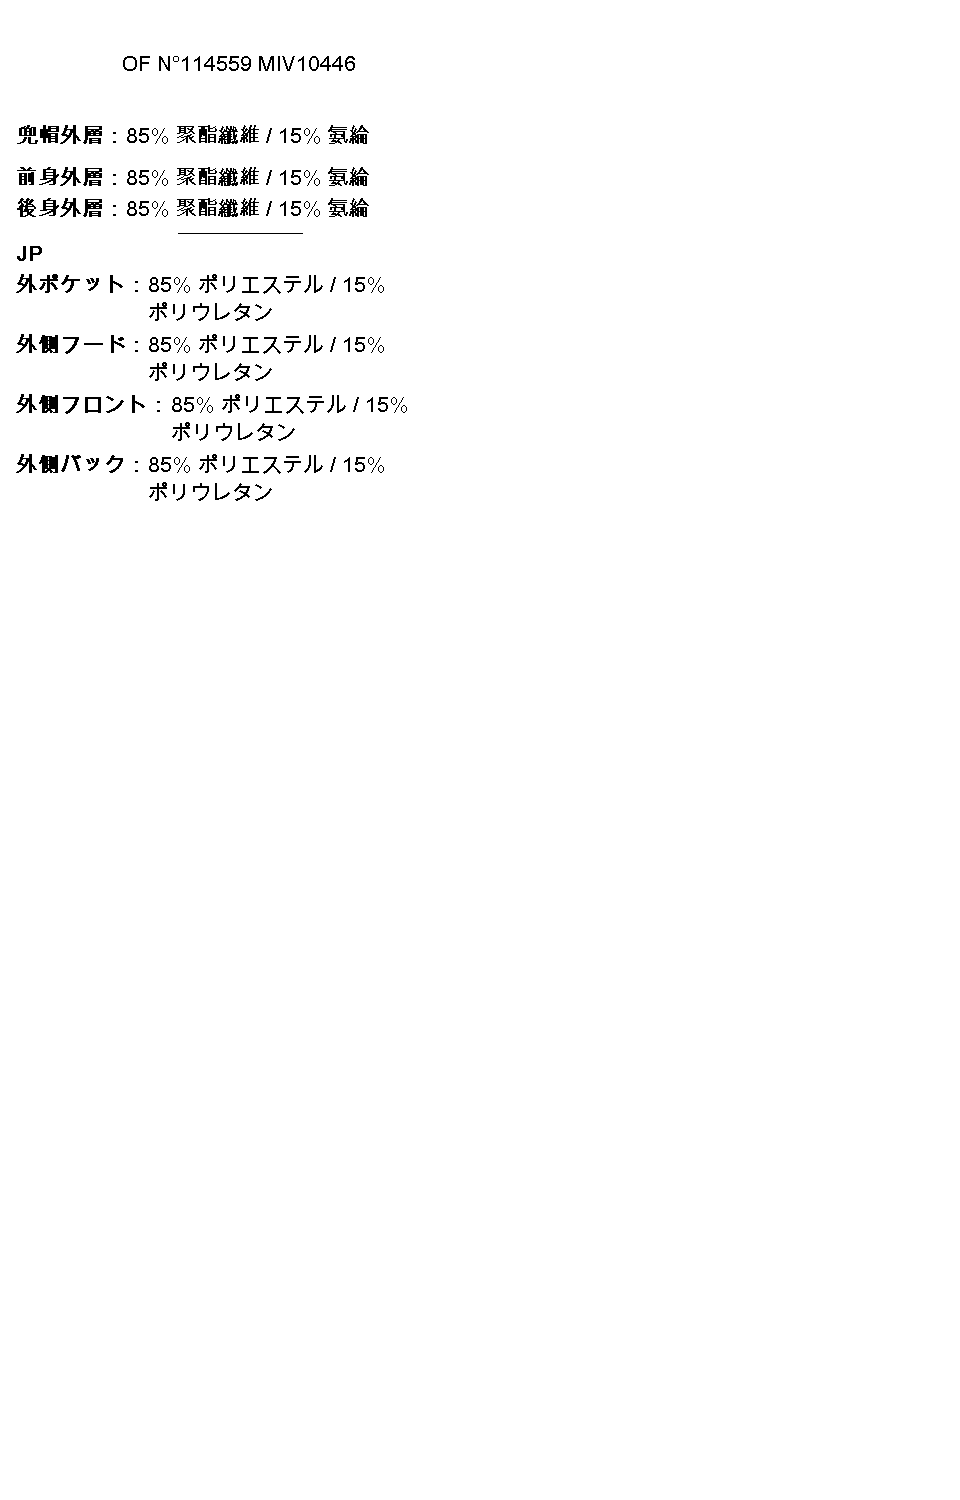 OF N°114559 MIV10446
兜帽外層：85% 聚酯纖維 / 15% 氨綸
前身外層：85% 聚酯纖維 / 15% 氨綸
後身外層：85% 聚酯纖維 / 15% 氨綸
JP
外ポケット：85% ポリエステル / 15%
ポリウレタン
外側フード：85% ポリエステル / 15%
ポリウレタン
外側フロント：85% ポリエステル / 15%
ポリウレタン
外側バック：85% ポリエステル / 15%
ポリウレタン